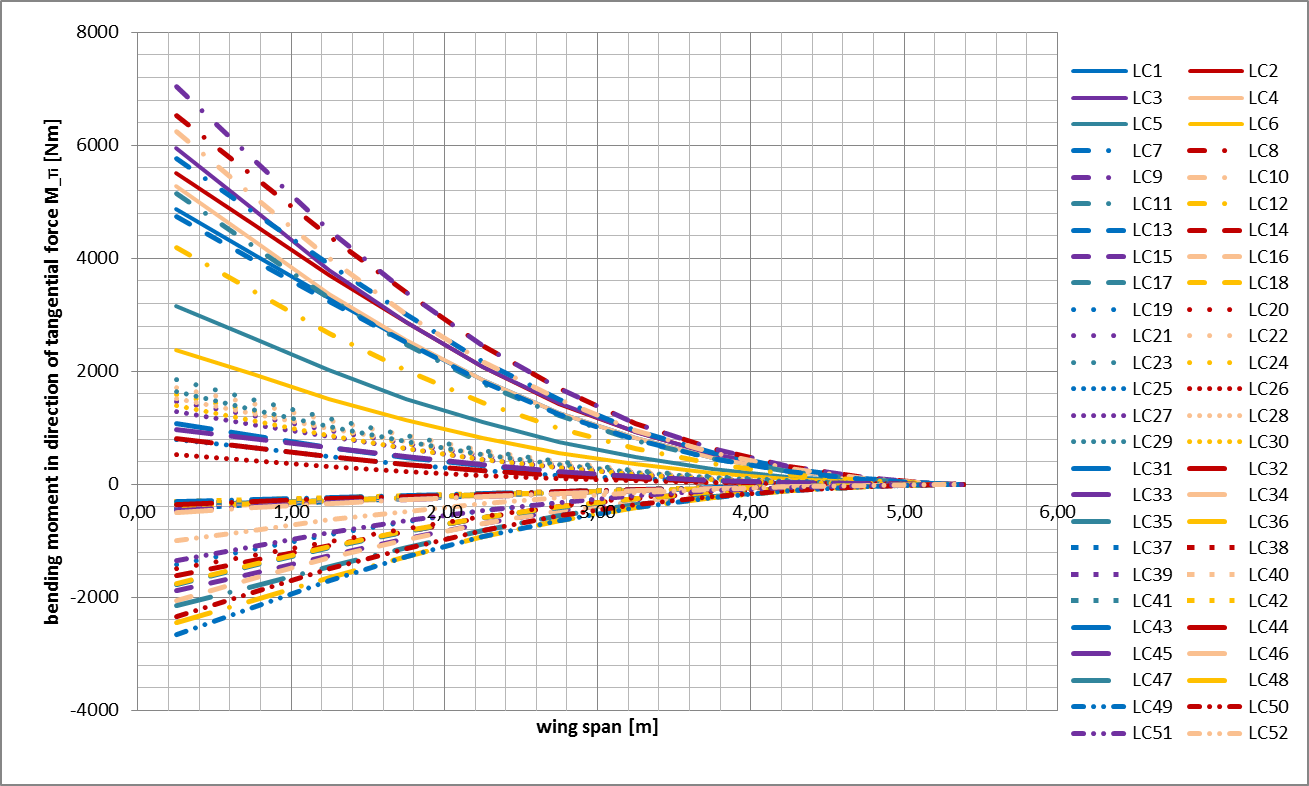 8000
6000
4000
2000
0
-2000
-4000
0,00 1,00 2,00 3,00 4,00 5,00 6,00
bending moment in direction of tangential force M_Ti [Nm]
wing span [m]
LC1 LC2
LC3 LC4
LC5 LC6
LC7 LC8
LC9 LC10
LC11 LC12
LC13 LC14
LC15 LC16
LC17 LC18
LC19 LC20
LC21 LC22
LC23 LC24
LC25 LC26
LC27 LC28
LC29 LC30
LC31 LC32
LC33 LC34
LC35 LC36
LC37 LC38
LC39 LC40
LC41 LC42
LC43 LC44
LC45 LC46
LC47 LC48
LC49 LC50
LC51 LC52